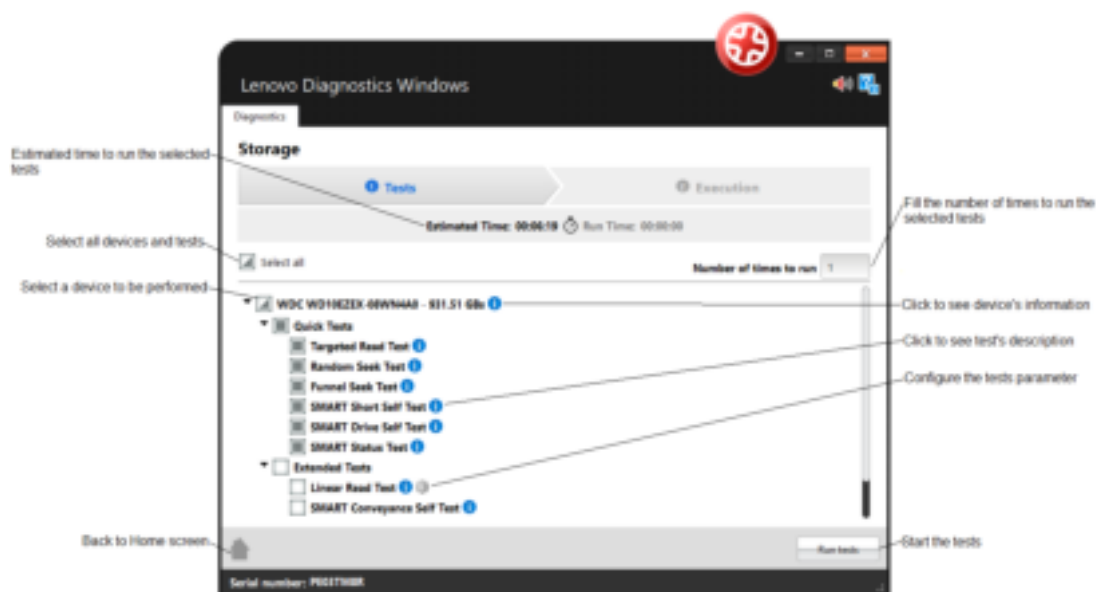 Lenovo Diagnostics Windows
Diagnostics
Storage
Estimated time to run the selected
tests
Tests
Execution
Fill the number of times to run the
selected tests
Estimated Time: 00:06:19 Run Time: 00:00:00
Select all devices and tests
Select all
Number of times to run 1
Select a device to be performed
WDC - 931.51 GBs
Click to see device's information
Quick Tests
Targeted Read Test
Click to see test's description
Random Seek Test
Funnel Seek Test
Configure the tests parameter
SMART Short Self Test
SMART Drive Self Test
SMART Status Test
Extended Tests
Linear Read Test
SMART Conveyance Self Test
Back to Home screen
Run tests
Start the tests
Serial number: